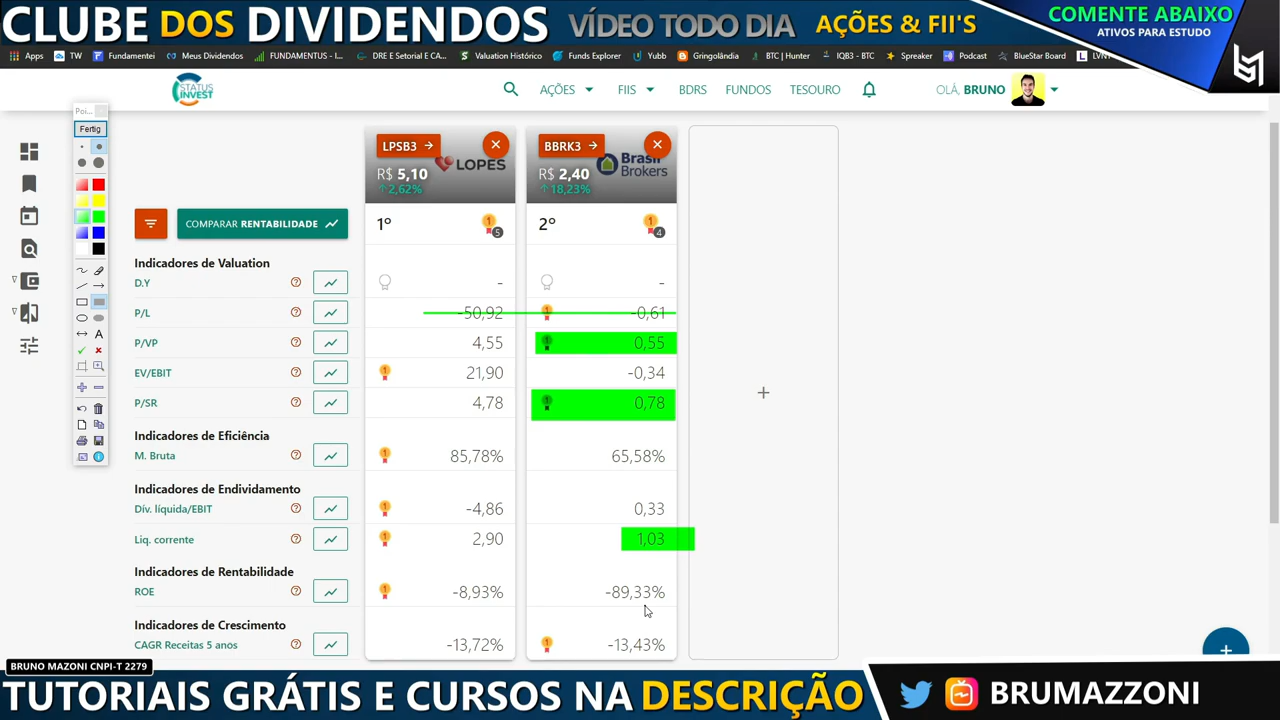 CLUBE DOS DIVIDENDOS VÍDEO TODO DIA AÇÕES & FII'S
COMENTE ABAIXO
ATIVOS PARA ESTUDO
Apps TW Fundamentei Meus Dividendos FUNDAMENTUS - I... DRE E Setorial E CA... Valuation Histórico Funds Explorer Yubb Gringolândia BTC | Hunter IQB3 - BTC Spreaker Podcast BlueStar Board
STATUS INVEST
AÇÕES FIIS BDRS FUNDOS TESOURO OLÁ, BRUNO
Poi...
Fertig
LPSB3 BBRK3
LOPES
Brasil Brokers
R$ 5,10 R$ 2,40
2,62% 18,23%
COMPARAR RENTABILIDADE
1º 1 5 2º 1 4
Indicadores de Valuation
D.Y - -
P/L -50,92 -0,61
P/VP 4,55 0,55
EV/EBIT 21,90 -0,34
P/SR 4,78 0,78
Indicadores de Eficiência
M. Bruta 85,78% 65,58%
Indicadores de Endividamento
Dív. líquida/EBIT -4,86 0,33
Liq. corrente 2,90 1,03
Indicadores de Rentabilidade
ROE -8,93% -89,33%
Indicadores de Crescimento
CAGR Receitas 5 anos -13,72% -13,43%
BRUNO MAZONI CNPI-T 2279
TUTORIAIS GRÁTIS E CURSOS NA DESCRIÇÃO BRUMAZZONI